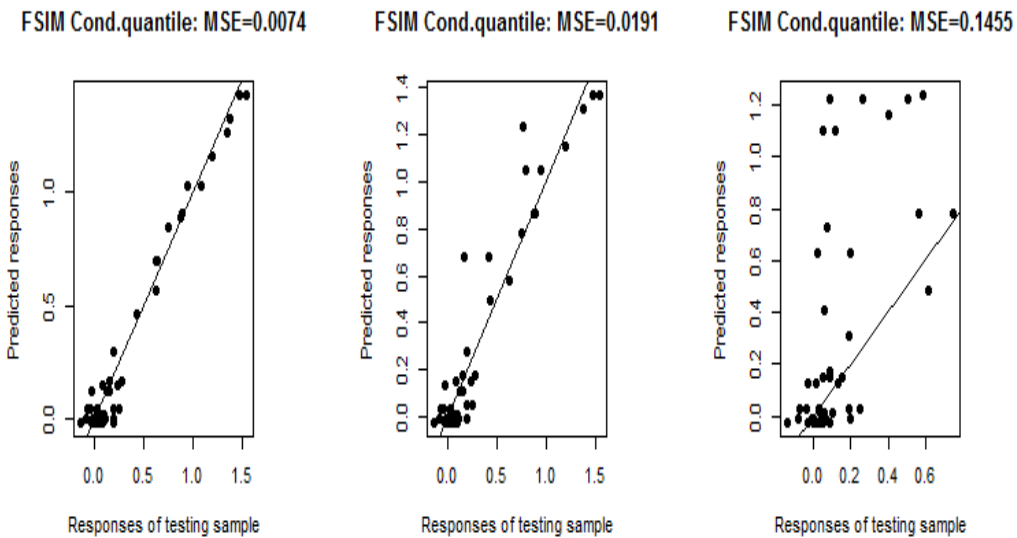 FSIM Cond.quantile: MSE=0.0074
Predicted responses
0.0 0.5 1.0
0.0 0.5 1.0 1.5
Responses of testing sample
FSIM Cond.quantile: MSE=0.0191
Predicted responses
0.0 0.2 0.4 0.6 0.8 1.0 1.2 1.4
0.0 0.5 1.0 1.5
Responses of testing sample
FSIM Cond.quantile: MSE=0.1455
Predicted responses
0.0 0.2 0.4 0.6 0.8 1.0 1.2
0.0 0.2 0.4 0.6
Responses of testing sample